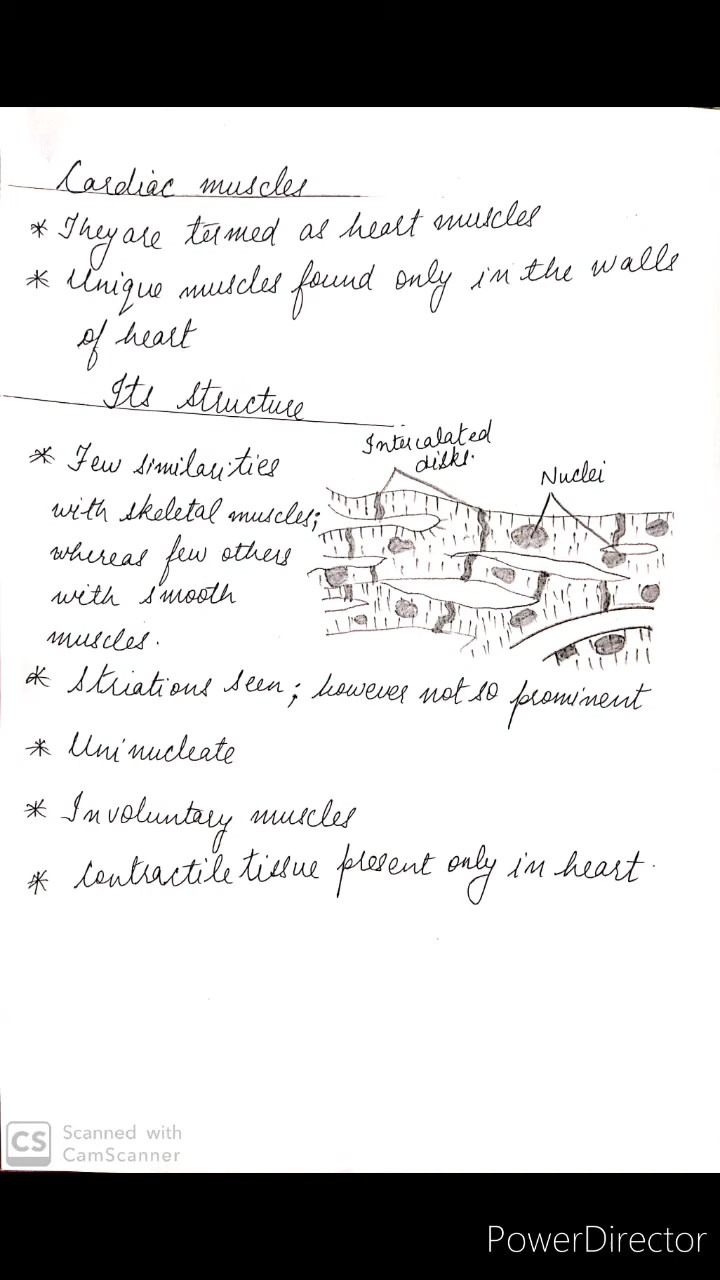 Cardiac muscles
* They are termed as heart muscles
* Unique muscles found only in the walls
of heart
Its structure
* Few similarities
with skeletal muscles;
whereas few others
with smooth
muscles.
Intercalated
disks.
Nuclei
* Striations seen; however not so prominent
* Uninucleate
* Involuntary muscles
* Contractile tissue present only in heart.
CS Scanned with
CamScanner
PowerDirector